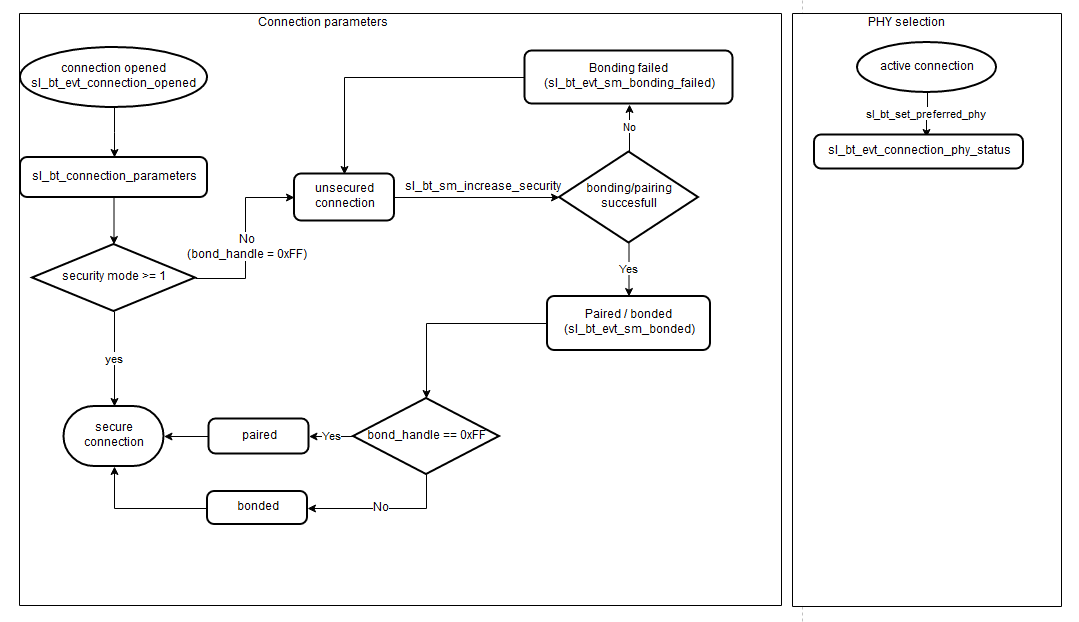 Connection parameters
connection opened
sl_bt_evt_connection_opened
sl_bt_connection_parameters
security mode >= 1
No
(bond_handle = 0xFF)
yes
unsecured
connection
sl_bt_sm_increase_security
Bonding failed
(sl_bt_evt_sm_bonding_failed)
No
bonding/pairing
succesfull
Yes
Paired / bonded
(sl_bt_evt_sm_bonded)
bond_handle == 0xFF
Yes
paired
No
bonded
secure
connection
PHY selection
active connection
sl_bt_set_preferred_phy
sl_bt_evt_connection_phy_status